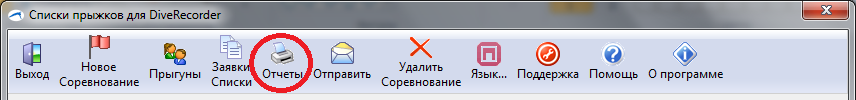 Списки прыжков для DiveRecorder
Выход
Новое
Соревнование
Прыгуны
Заявки
Списки
Отчеты
Отправить
Удалить
Соревнование
Язык...
Поддержка
Помощь
О программе